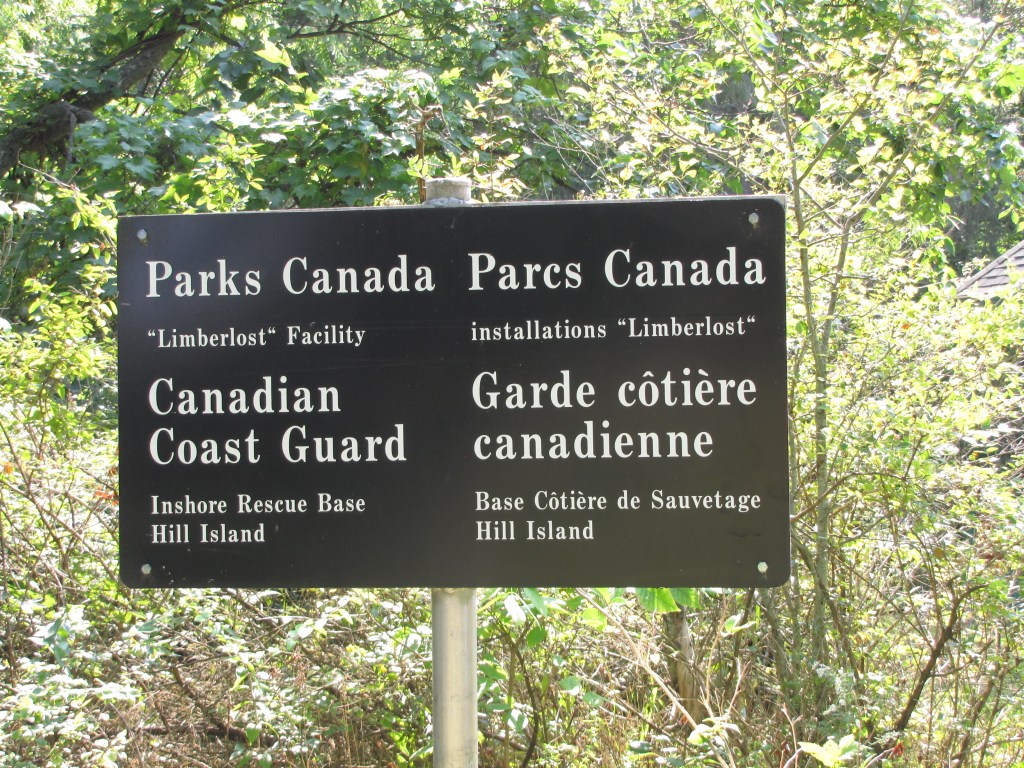 Parks Canada
"Limberlost" Facility
Canadian
Coast Guard
Inshore Rescue Base
Hill Island
Parcs Canada
installations "Limberlost"
Garde côtière
canadienne
Base Côtière de Sauvetage
Hill Island